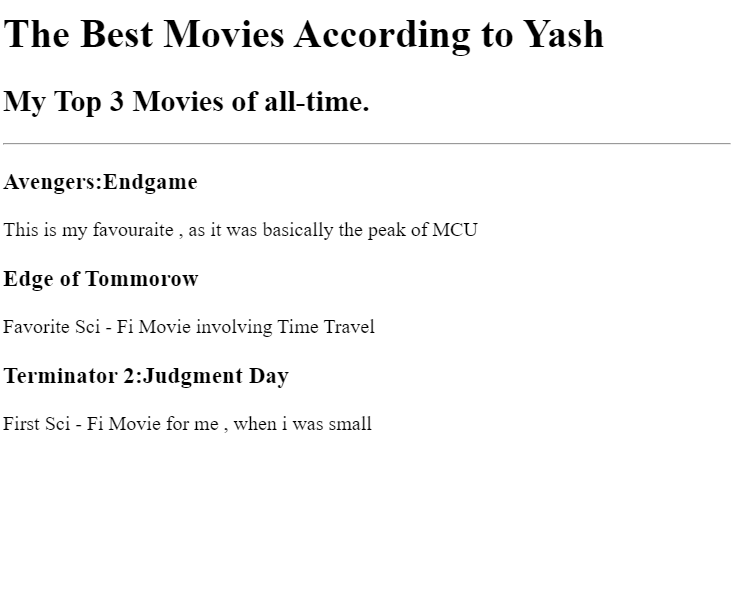 The Best Movies According to Yash
My Top 3 Movies of all-time.
Avengers:Endgame
This is my favouraite , as it was basically the peak of MCU
Edge of Tommorow
Favorite Sci - Fi Movie involving Time Travel
Terminator 2:Judgment Day
First Sci - Fi Movie for me , when i was small